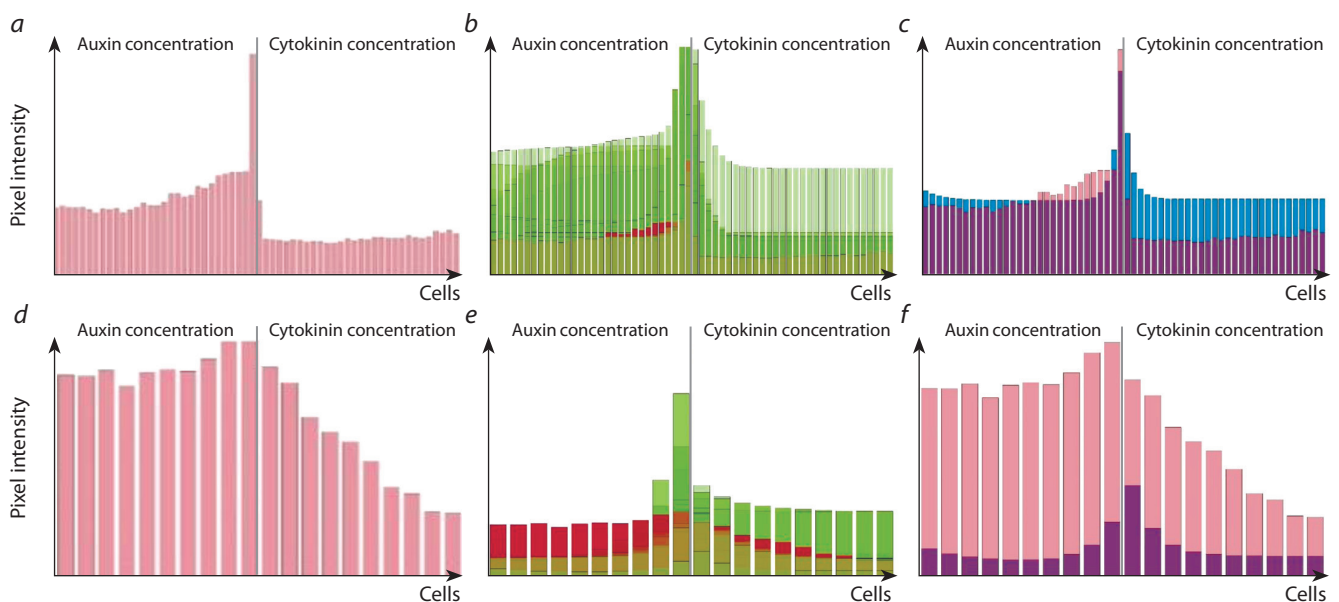 a
b
c
Auxin concentration Cytokinin concentration
Auxin concentration Cytokinin concentration
Auxin concentration Cytokinin concentration
Pixel intensity
Cells
Cells
Cells
d
e
f
Auxin concentration Cytokinin concentration
Auxin concentration Cytokinin concentration
Auxin concentration Cytokinin concentration
Pixel intensity
Cells
Cells
Cells